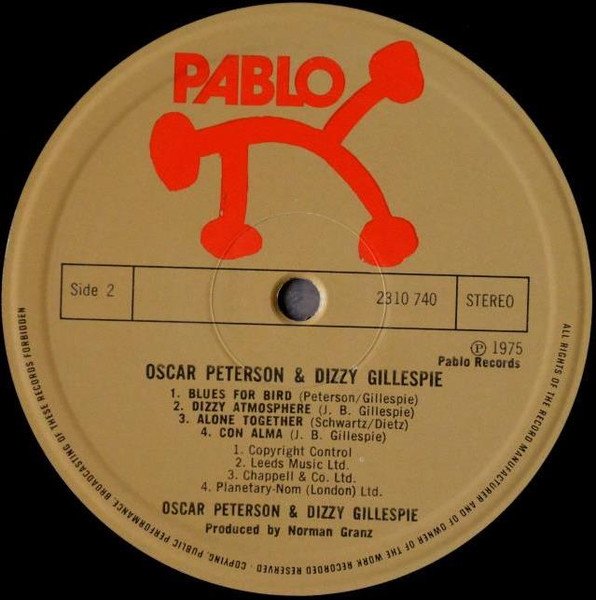 PABLO
Side 2
2310 740
STEREO
℗ 1975
Pablo Records
OSCAR PETERSON & DIZZY GILLESPIE
1. BLUES FOR BIRD (Peterson/Gillespie)
2. DIZZY ATMOSPHERE (J. B. Gillespie)
3. ALONE TOGETHER (Schwartz/Dietz)
4. CON ALMA (J. B. Gillespie)
1. Copyright Control
2. Leeds Music Ltd.
3. Chappell & Co. Ltd.
4. Planetary-Nom (London) Ltd.
OSCAR PETERSON & DIZZY GILLESPIE
Produced by Norman Granz
ALL RIGHTS OF THE RECORD MANUFACTURER AND OF OWNER OF THE WORK RECORDED RESERVED - COPYING, PUBLIC PERFORMANCE, BROADCASTING OF THESE RECORDS FORBIDDEN